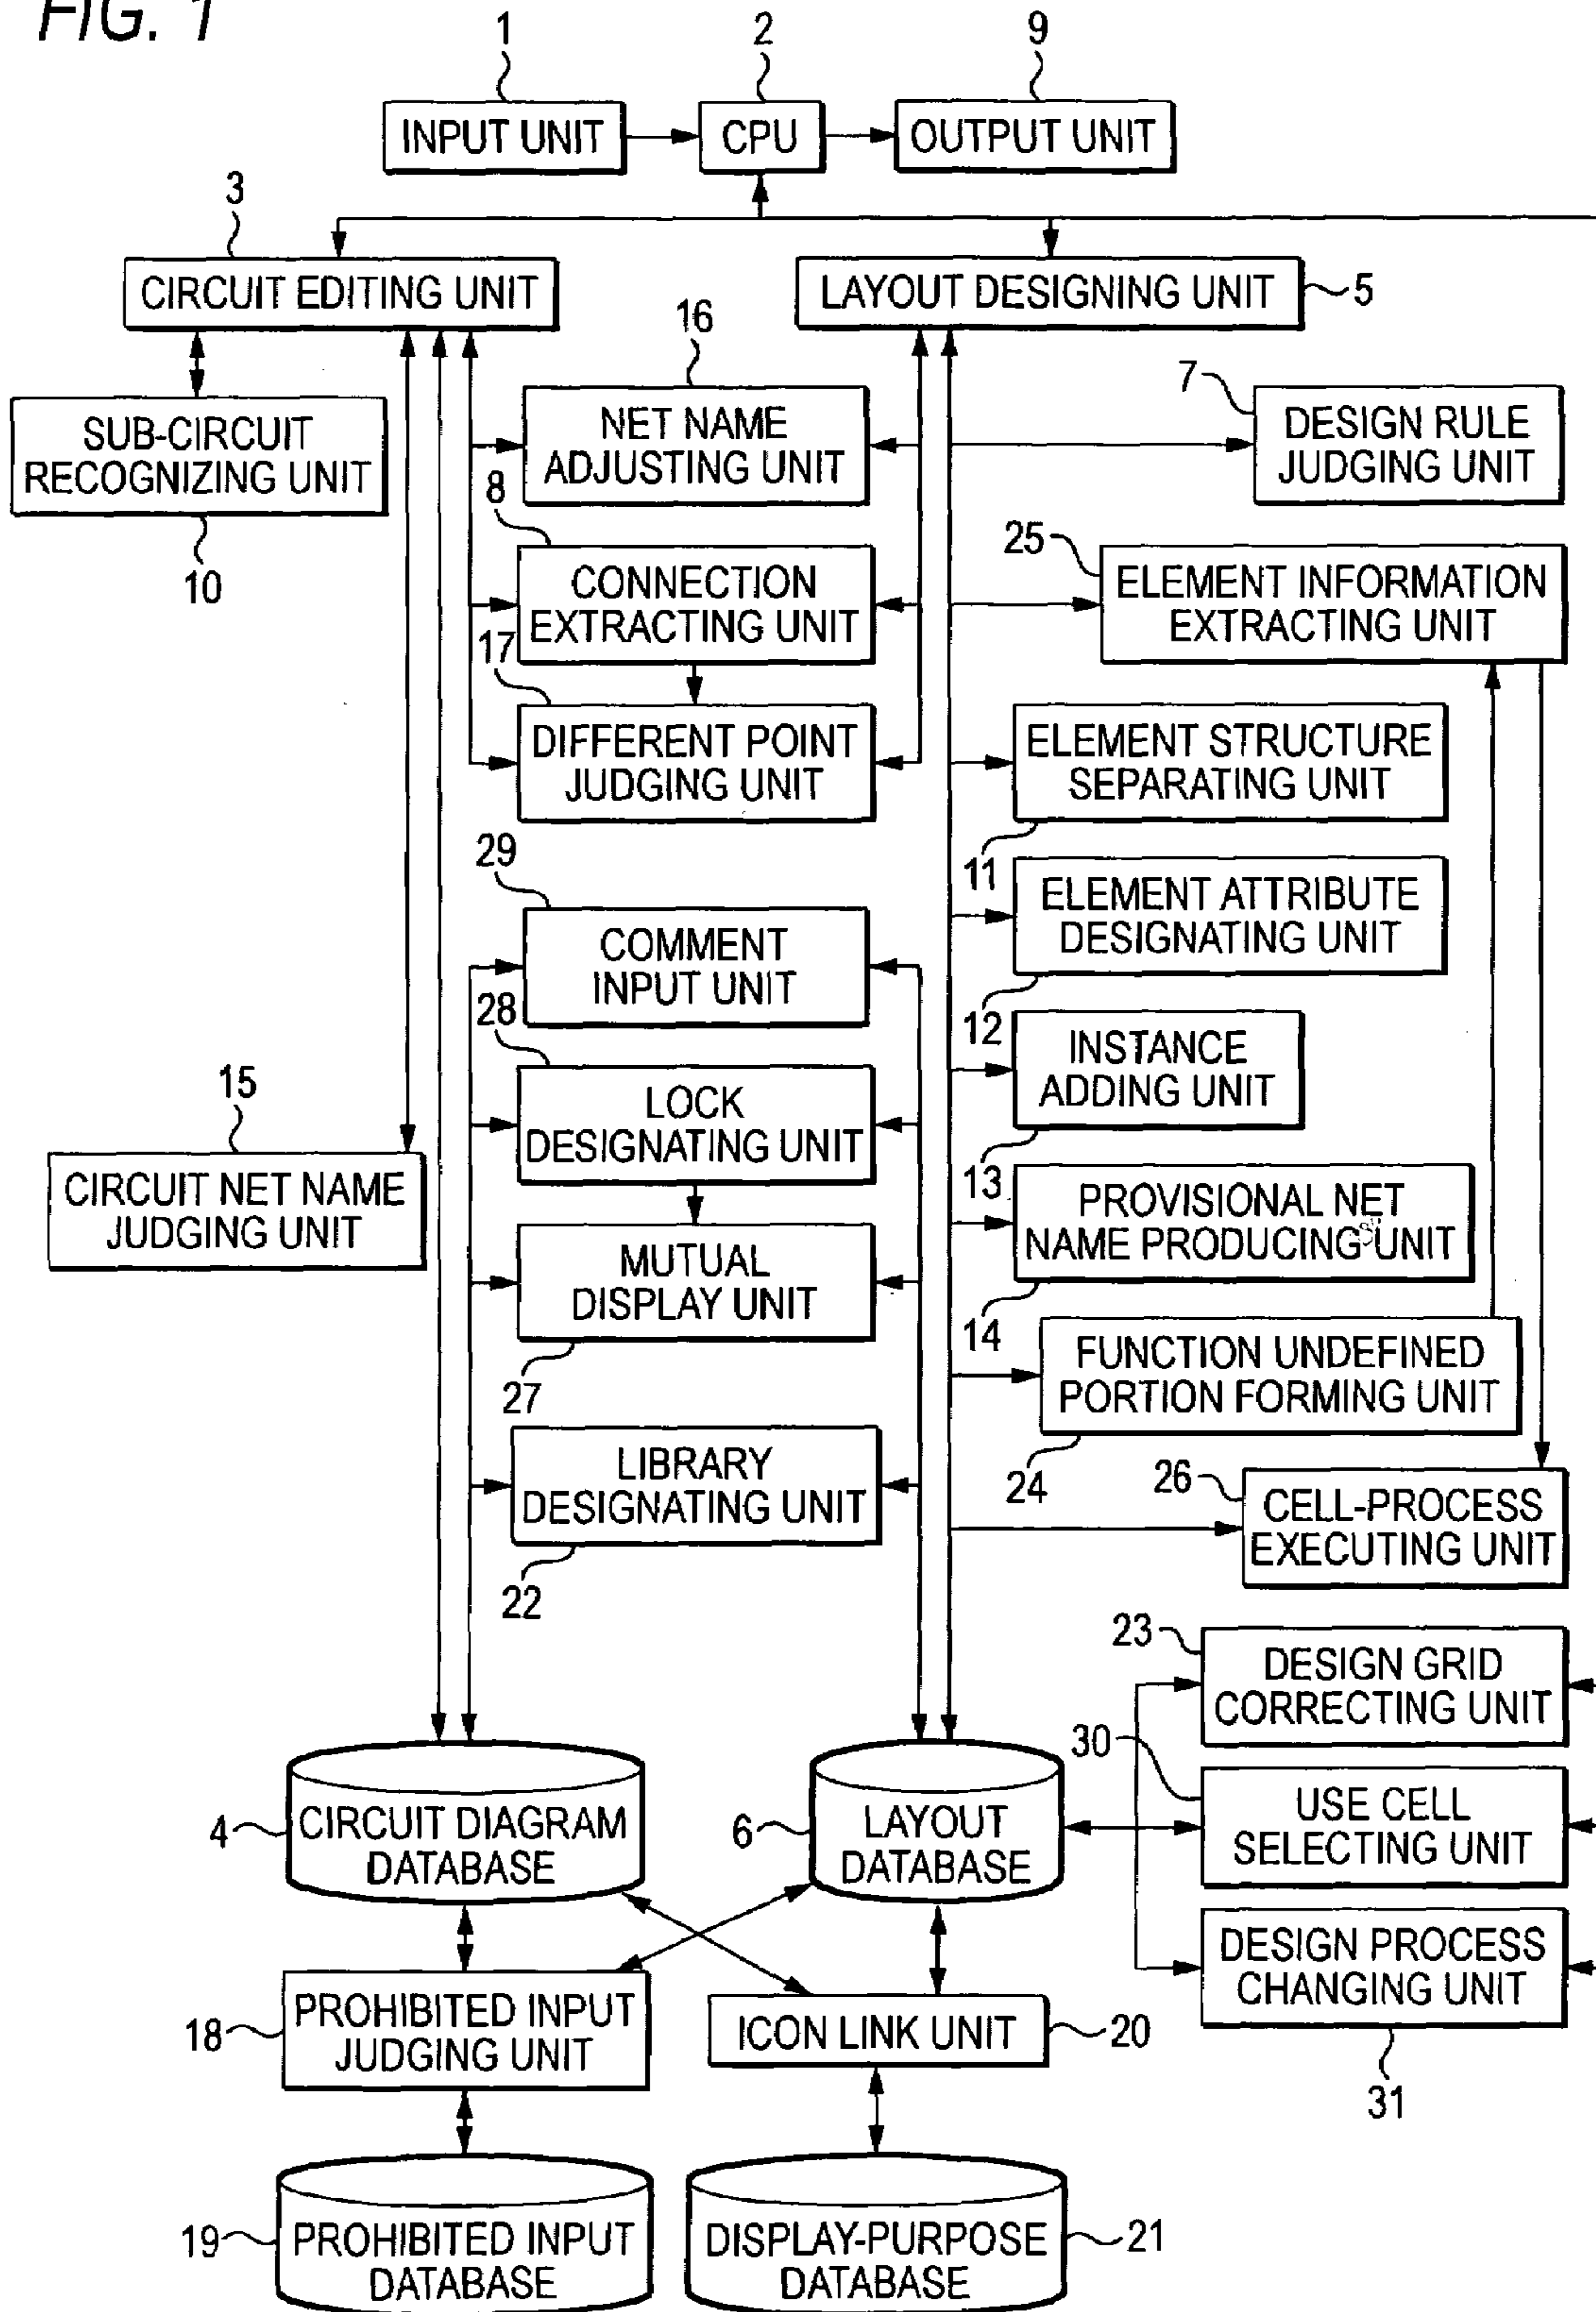 FIG. 1
1
2
9
INPUT UNIT
CPU
OUTPUT UNIT
3
CIRCUIT EDITING UNIT
LAYOUT DESIGNING UNIT
5
16
7
SUB-CIRCUIT
RECOGNIZING UNIT
10
NET NAME
ADJUSTING UNIT
DESIGN RULE
JUDGING UNIT
8
25
CONNECTION
EXTRACTING UNIT
ELEMENT INFORMATION
EXTRACTING UNIT
17
DIFFERENT POINT
JUDGING UNIT
ELEMENT STRUCTURE
SEPARATING UNIT
11
29
ELEMENT ATTRIBUTE
DESIGNATING UNIT
12
COMMENT
INPUT UNIT
28
INSTANCE
ADDING UNIT
13
15
LOCK
DESIGNATING UNIT
CIRCUIT NET NAME
JUDGING UNIT
PROVISIONAL NET
NAME PRODUCING UNIT
14
MUTUAL
DISPLAY UNIT
27
FUNCTION UNDEFINED
PORTION FORMING UNIT
24
LIBRARY
DESIGNATING UNIT
22
26
CELL-PROCESS
EXECUTING UNIT
23
DESIGN GRID
CORRECTING UNIT
30
4
CIRCUIT DIAGRAM
DATABASE
6
LAYOUT
DATABASE
USE CELL
SELECTING UNIT
DESIGN PROCESS
CHANGING UNIT
31
18
PROHIBITED INPUT
JUDGING UNIT
ICON LINK UNIT
20
19
PROHIBITED INPUT
DATABASE
DISPLAY-PURPOSE
DATABASE
21